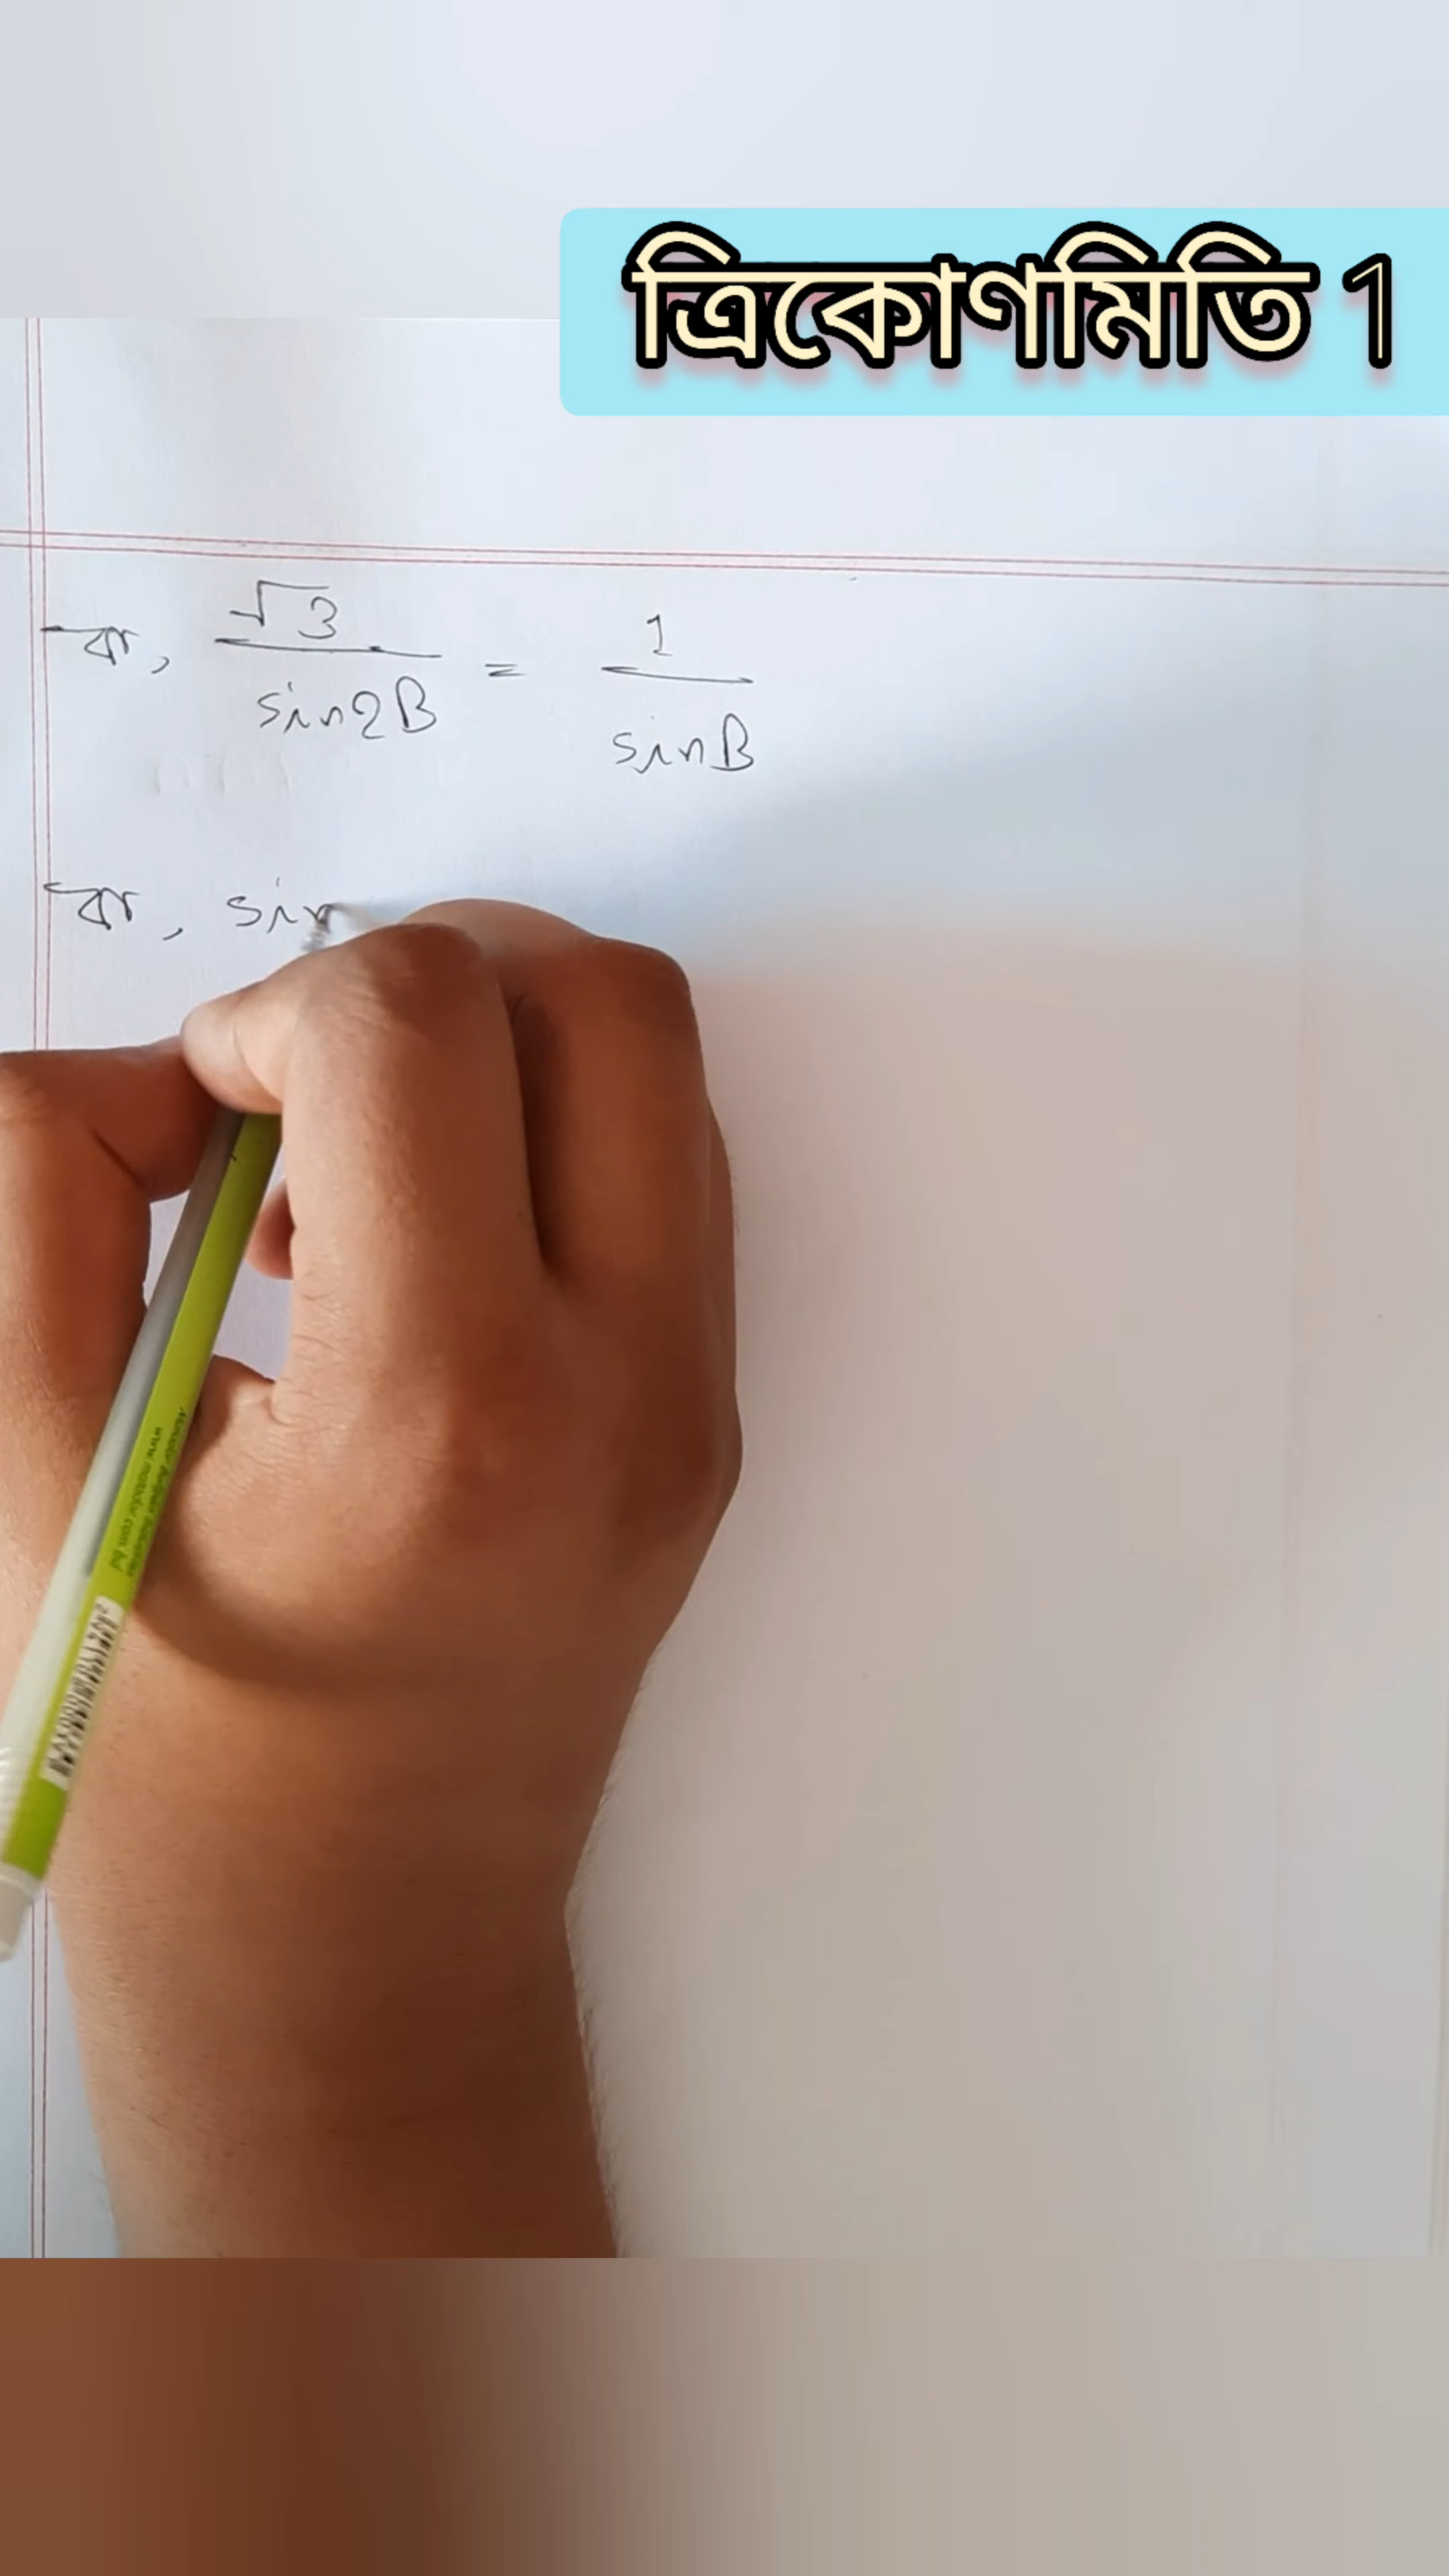 ত্রিকোণমিতি 1
বা, √3/sin2B = 1/sinB
বা, sin